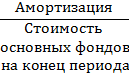 Амортизация
Стоимость
основных фондов
на конец периода